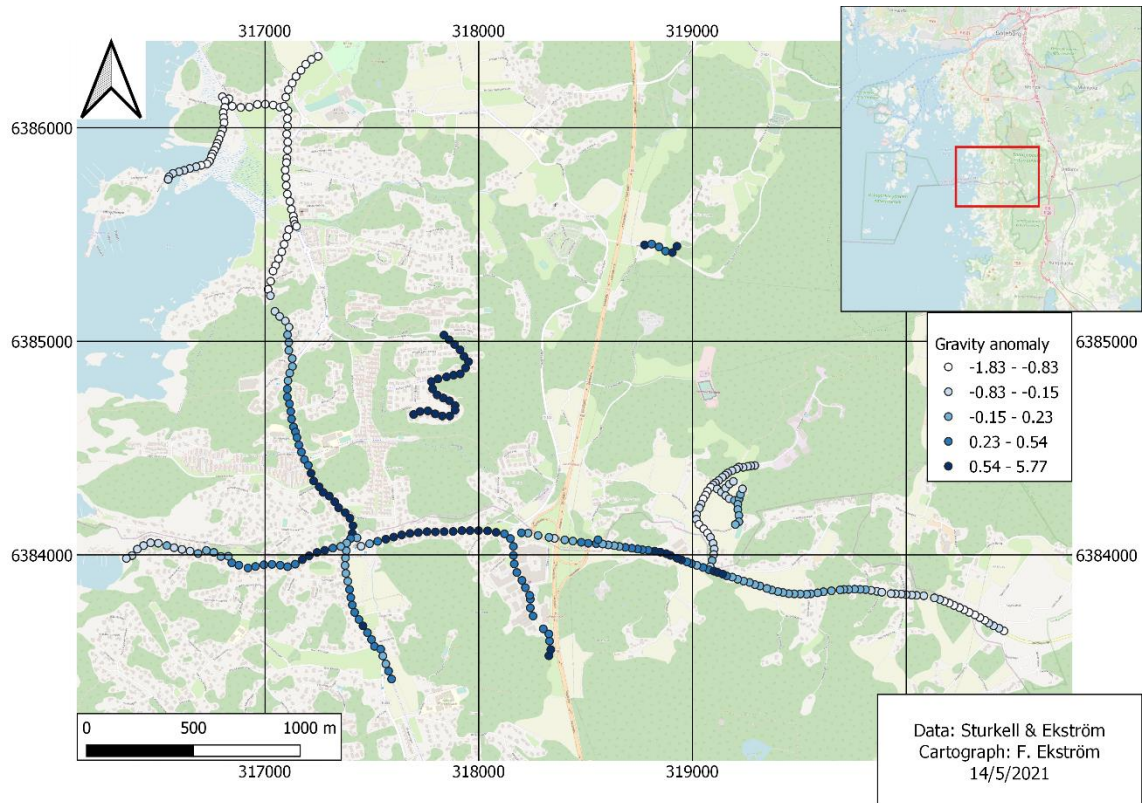 317000 318000 319000
6386000
6385000 6385000
6384000 6384000
Göteborg
Gravity anomaly
-1.83 - -0.83
-0.83 - -0.15
-0.15 - 0.23
0.23 - 0.54
0.54 - 5.77
0 500 1000 m
317000 318000 319000
Data: Sturkell & Ekström
Cartograph: F. Ekström
14/5/2021